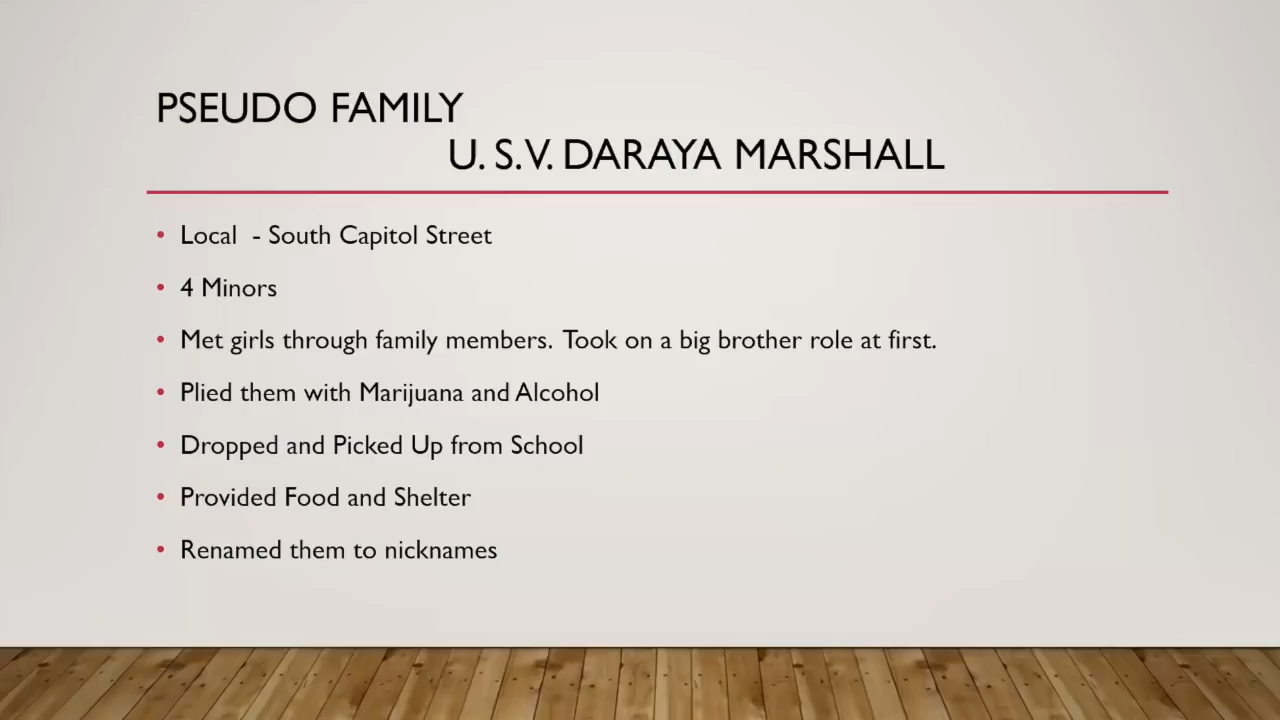 PSEUDO FAMILY
U. S.V. DARAYA MARSHALL
• Local - South Capitol Street
• 4 Minors
• Met girls through family members. Took on a big brother role at first.
• Plied them with Marijuana and Alcohol
• Dropped and Picked Up from School
• Provided Food and Shelter
• Renamed them to nicknames